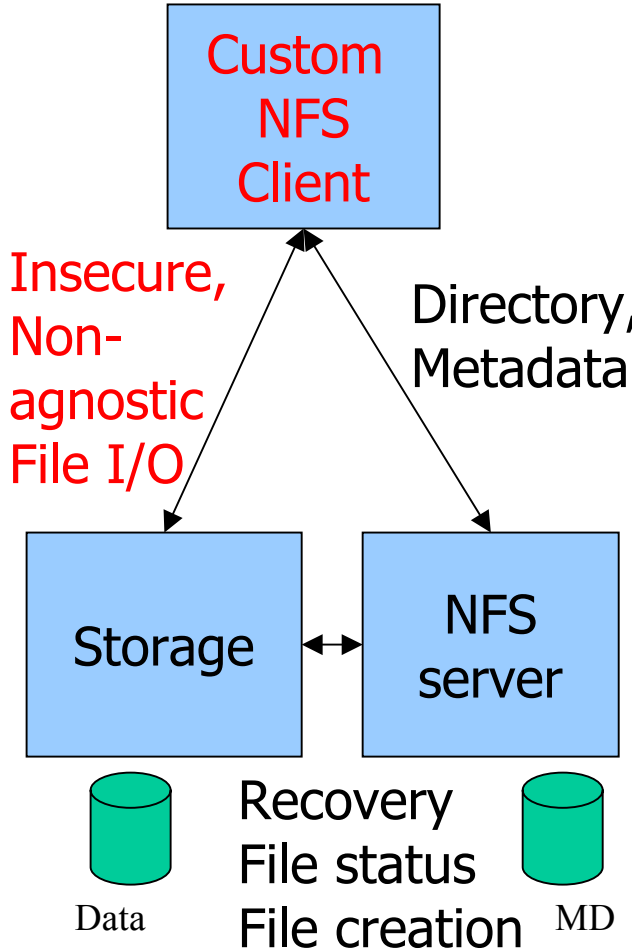 Custom
NFS
Client
Insecure,
Non-
agnostic
File I/O
Directory,
Metadata
Storage
NFS
server
Recovery
File status
File creation
Data
MD